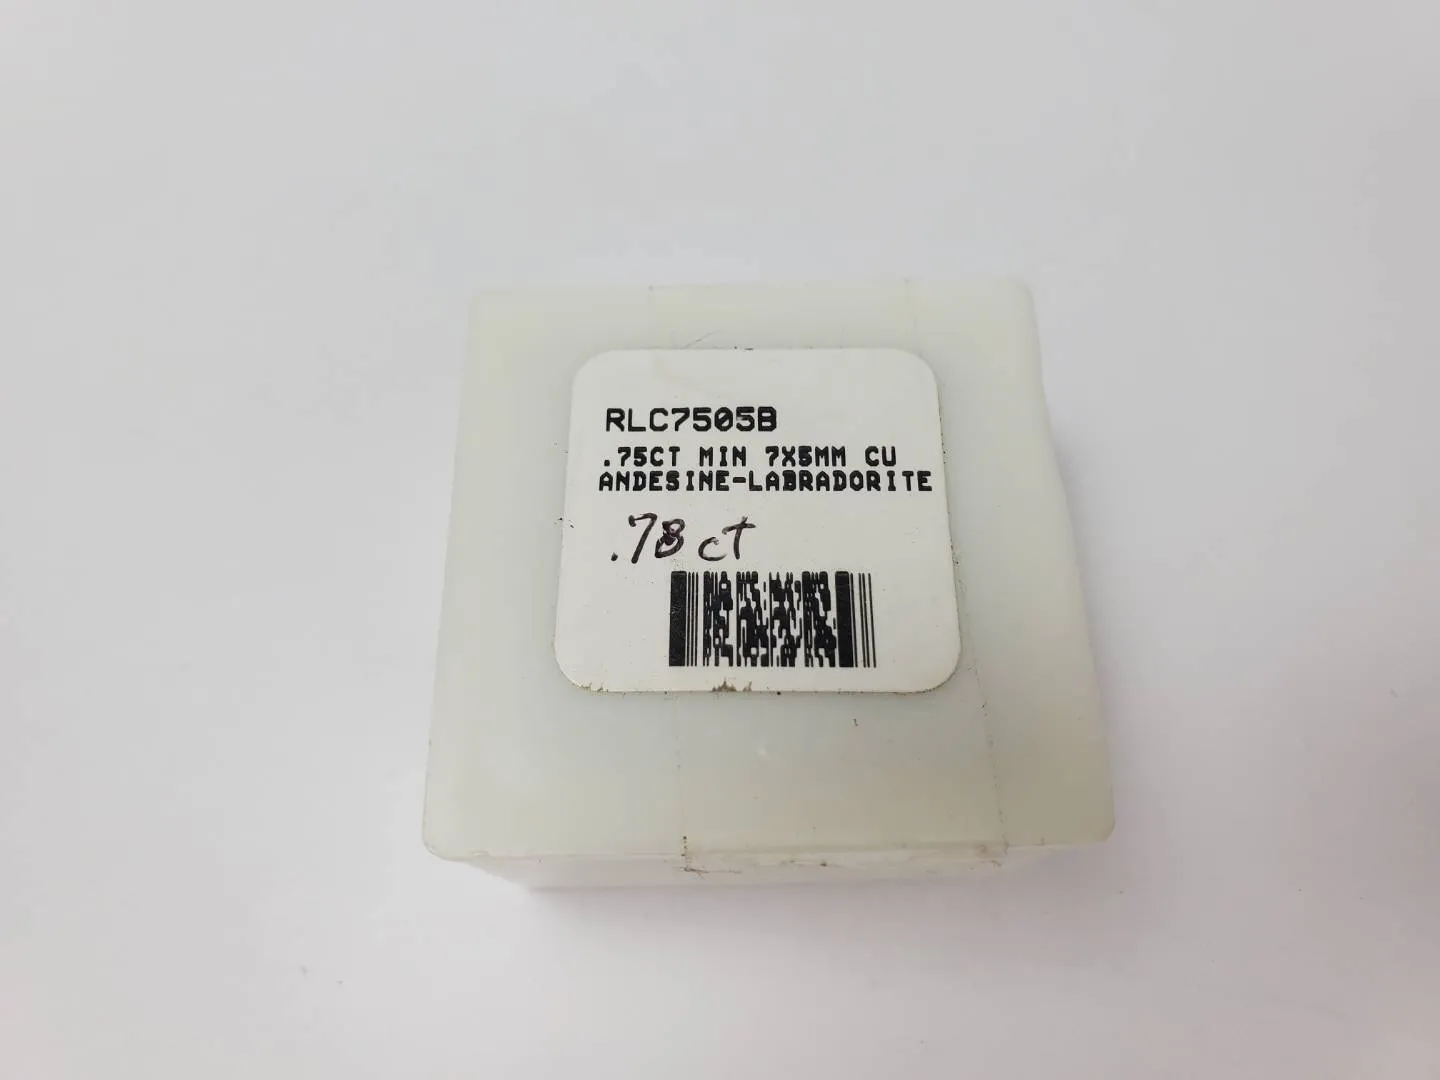 RLC7505B
.75CT MIN 7X5MM CU
ANDESINE-LABRADORITE
.78 ct